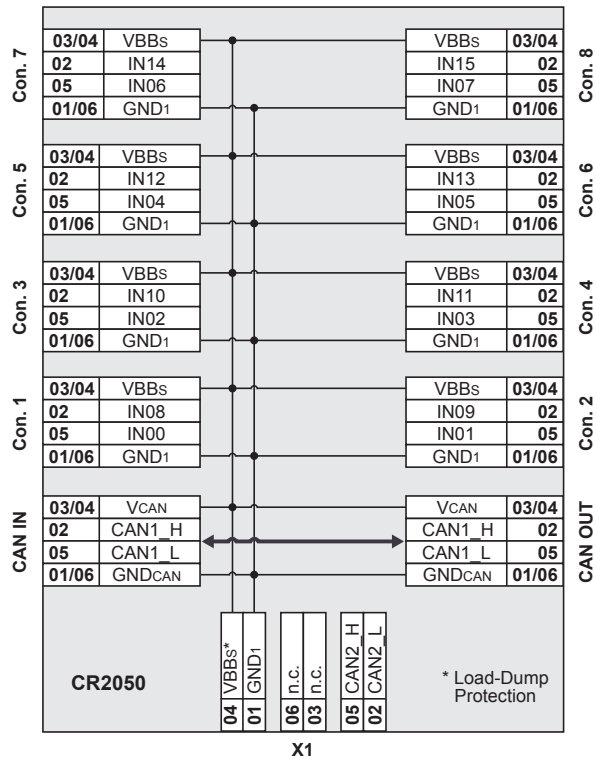 Con. 7
03/04 VBBS
02 IN14
05 IN06
01/06 GND1
VBBS 03/04
IN15 02
IN07 05
GND1 01/06
Con. 8
Con. 5
03/04 VBBS
02 IN12
05 IN04
01/06 GND1
VBBS 03/04
IN13 02
IN05 05
GND1 01/06
Con. 6
Con. 3
03/04 VBBS
02 IN10
05 IN02
01/06 GND1
VBBS 03/04
IN11 02
IN03 05
GND1 01/06
Con. 4
Con. 1
03/04 VBBS
02 IN08
05 IN00
01/06 GND1
VBBS 03/04
IN09 02
IN01 05
GND1 01/06
Con. 2
CAN IN
03/04 VCAN
02 CAN1_H
05 CAN1_L
01/06 GNDCAN
VCAN 03/04
CAN1_H 02
CAN1_L 05
GNDCAN 01/06
CAN OUT
CR2050
04 VBBS*
01 GND1
06 n.c.
03 n.c.
05 CAN2_H
02 CAN2_L
* Load-Dump
Protection
X1